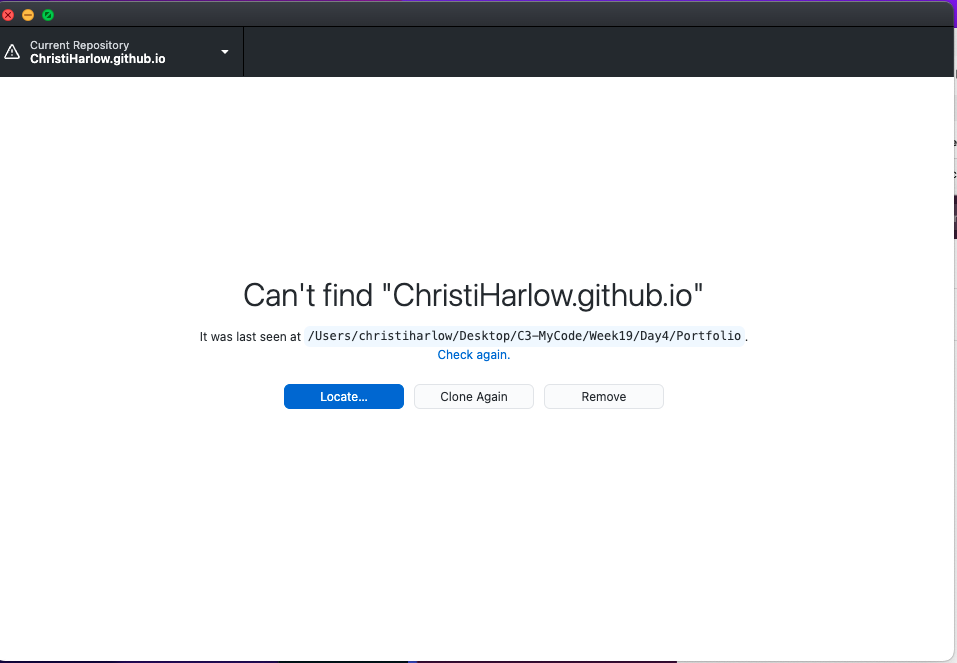 Current Repository
ChristiHarlow.github.io
Can't find "ChristiHarlow.github.io"
It was last seen at /Users/christiharlow/Desktop/C3-MyCode/Week19/Day4/Portfolio .
Check again.
Locate... Clone Again Remove